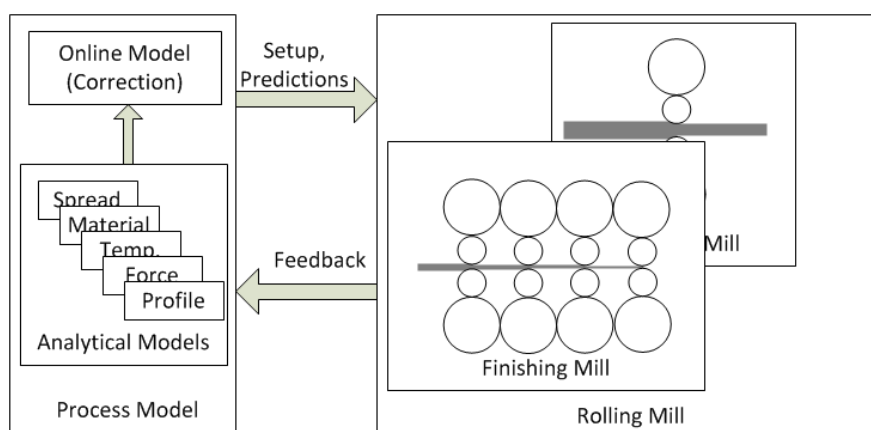 Online Model
(Correction)
Setup,
Predictions
Spread
Material
Temp.
Force
Profile
Analytical Models
Process Model
Feedback
Mill
Finishing Mill
Rolling Mill